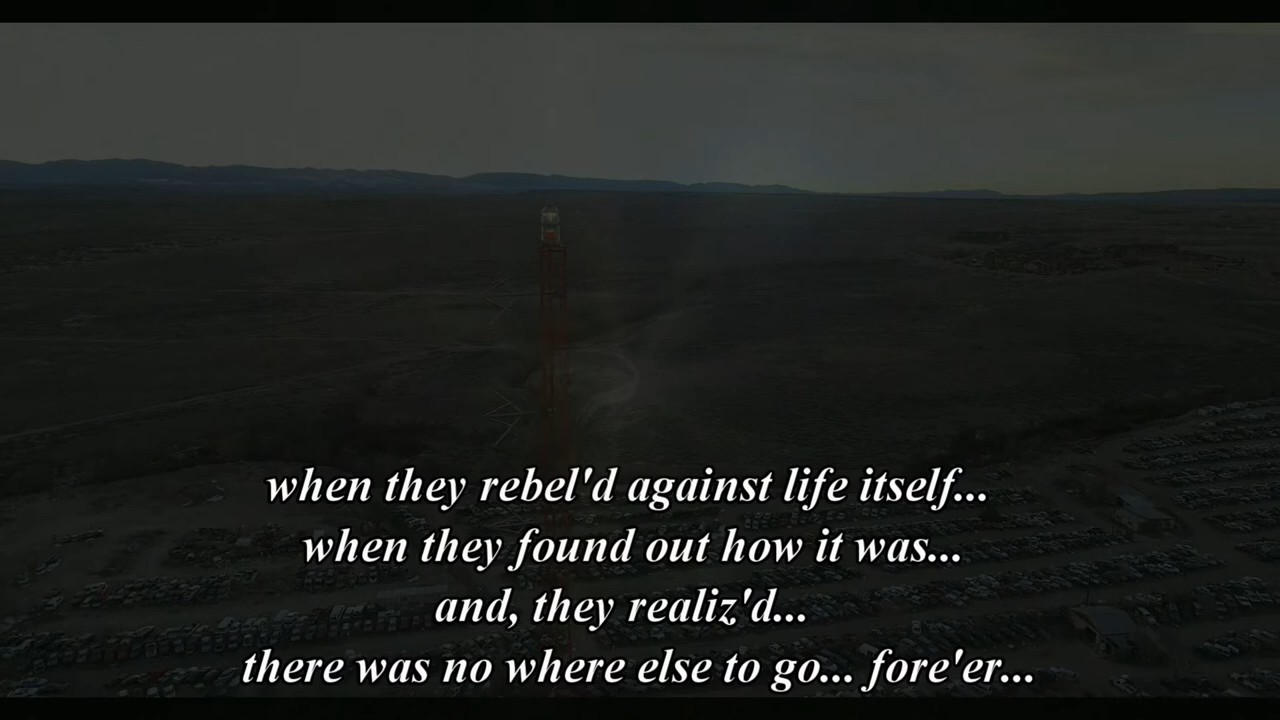 when they rebel'd against life itself...
when they found out how it was...
and, they realiz'd...
there was no where else to go... fore'er...